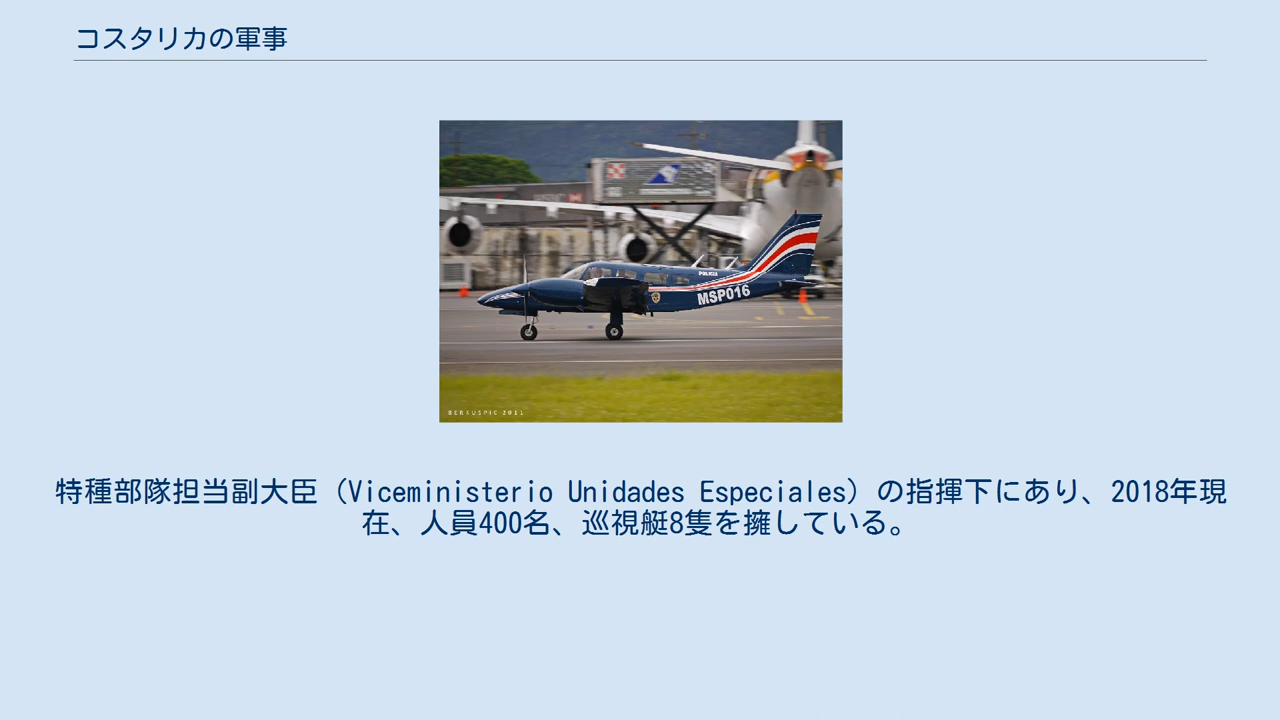 コスタリカの軍事
POLICIA
MSP016
BERKUSPIC 2011
特種部隊担当副大臣（Viceministerio Unidades Especiales）の指揮下にあり、2018年現
在、人員400名、巡視艇8隻を擁している。